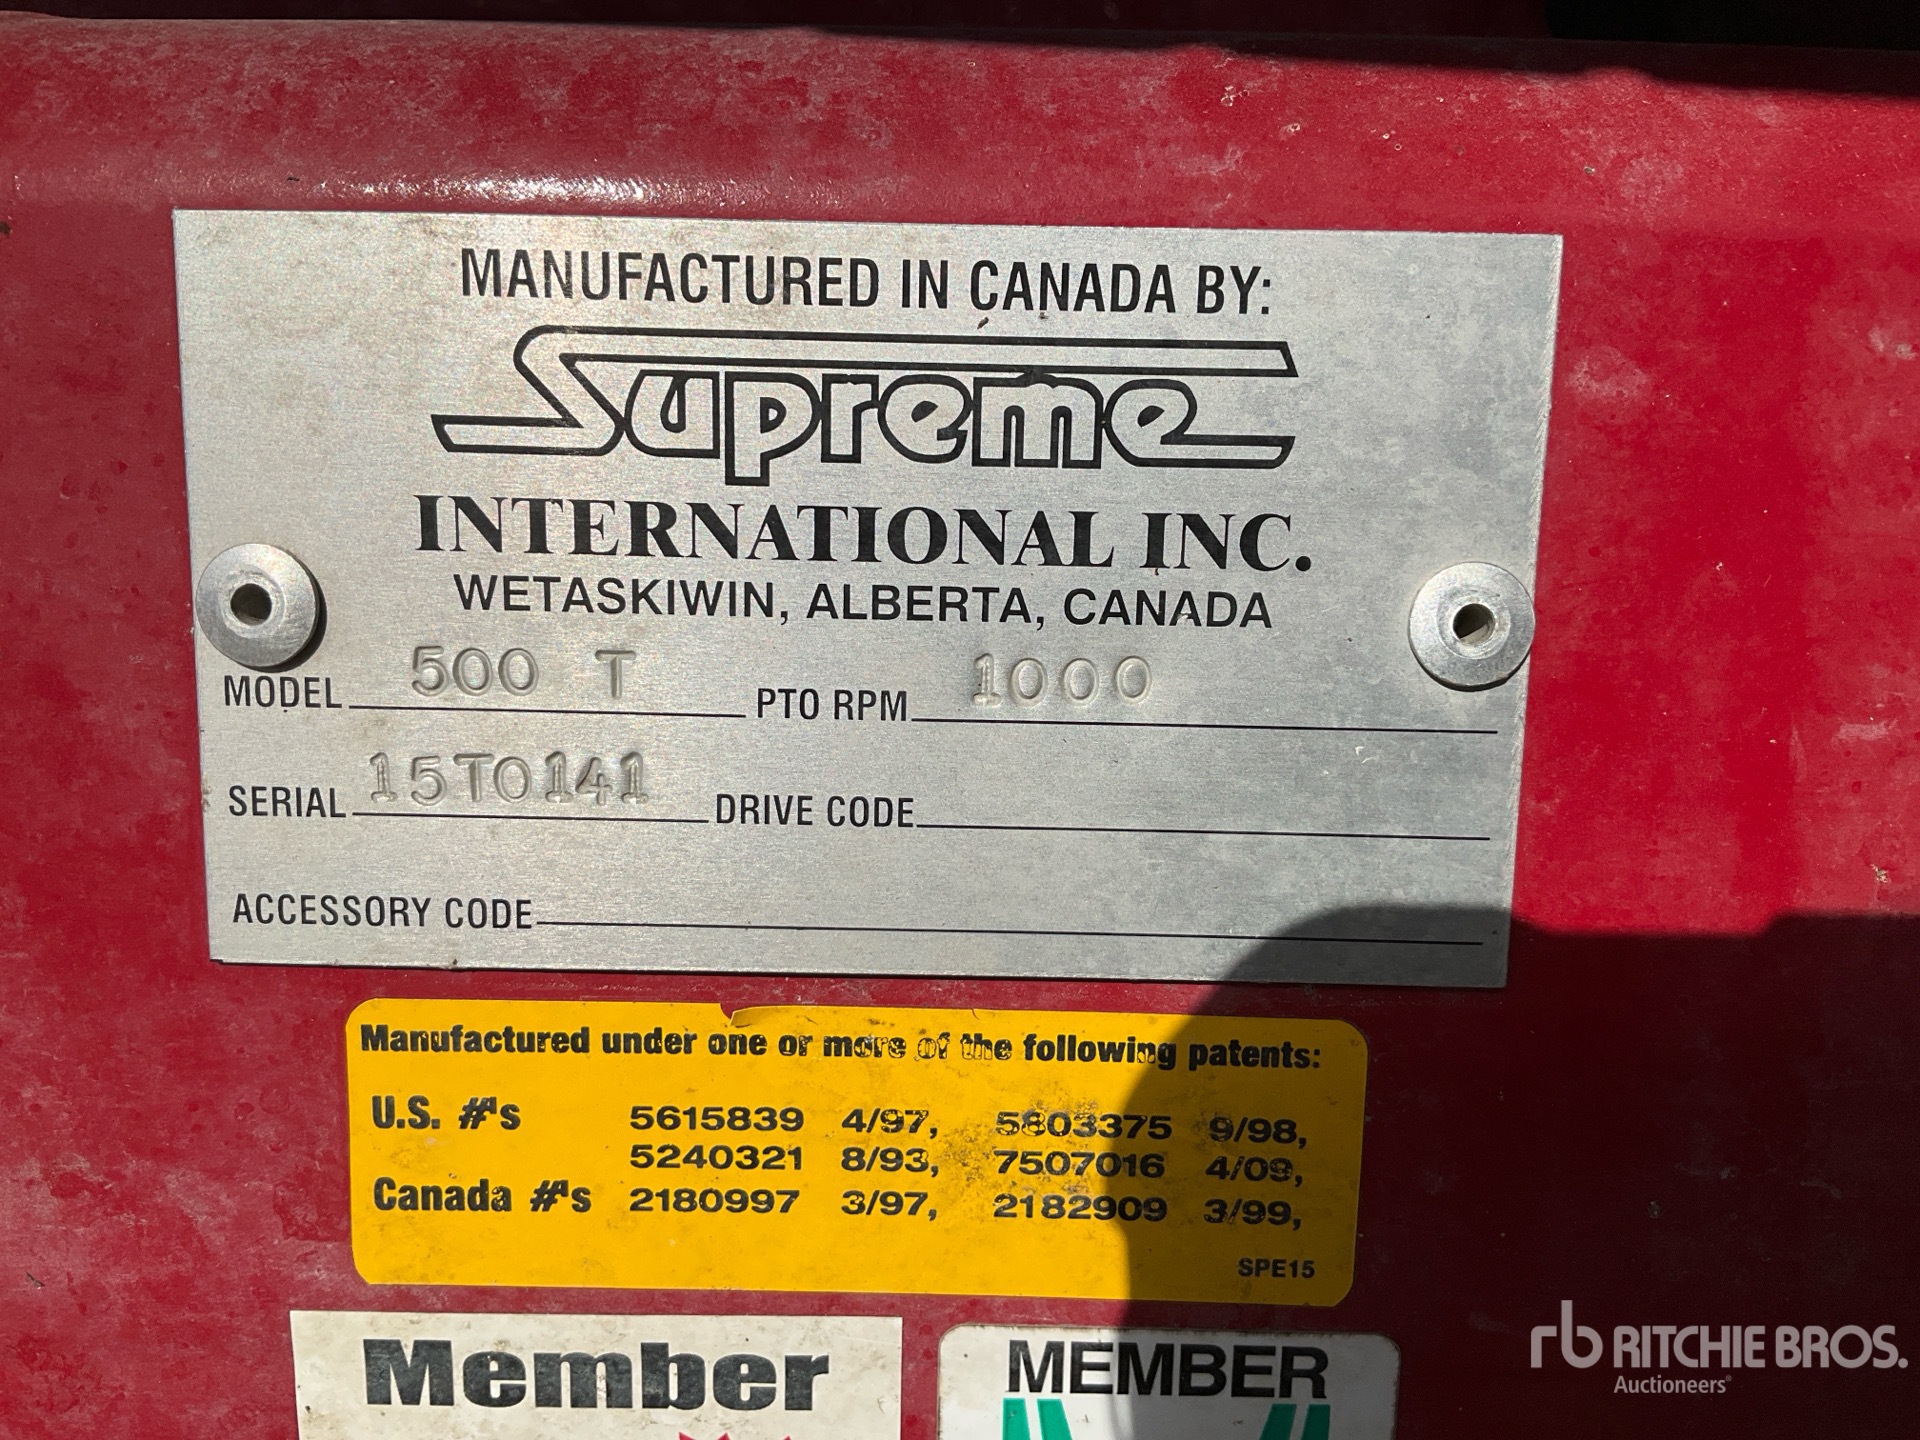 MANUFACTURED IN CANADA BY:
Supreme
INTERNATIONAL INC.
WETASKIWIN, ALBERTA, CANADA
MODEL 500 T PTO RPM 1000
SERIAL 15T0141 DRIVE CODE
ACCESSORY CODE
Manufactured under one or more of the following patents:
U.S. #'s 5615839 4/97, 5803375 9/98,
5240321 8/93, 7507016 4/09,
Canada #'s 2180997 3/97, 2182909 3/99,
SPE15
Member
MEMBER
rb RITCHIE BROS.
Auctioneers®